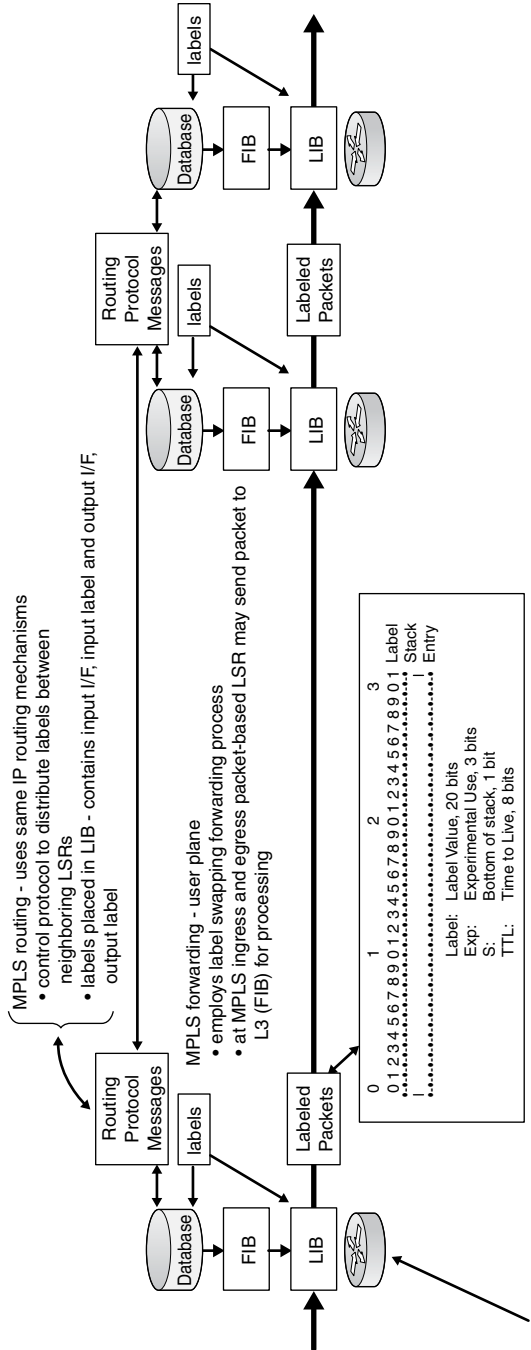 MPLS routing - uses same IP routing mechanisms
• control protocol to distribute labels between
neighboring LSRs
• labels placed in LIB - contains input I/F, input label and output I/F,
output label
Routing
Protocol
Messages
Routing
Protocol
Messages
Database
labels
FIB
LIB
MPLS forwarding - user plane
• employs label swapping forwarding process
• at MPLS ingress and egress packet-based LSR may send packet to
L3 (FIB) for processing
Database
labels
FIB
LIB
Database
labels
FIB
LIB
Labeled
Packets
Labeled
Packets
0 1 2 3
0 1 2 3 4 5 6 7 8 9 0 1 2 3 4 5 6 7 8 9 0 1 2 3 4 5 6 7 8 9 0 1 Label
Stack
Entry
Label: Label Value, 20 bits
Exp: Experimental Use, 3 bits
S: Bottom of stack, 1 bit
TTL: Time to Live, 8 bits